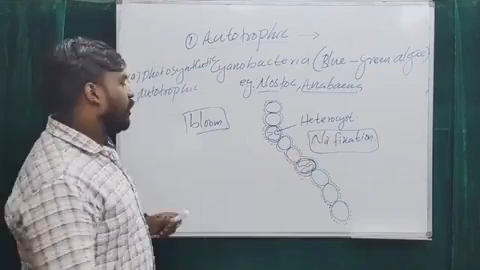 ① Autotrophic →
(a) Photosynthetic Cyanobacteria (Blue-Green algae)
Autotrophic eg. Nostoc, Anabaena
bloom
Heterocyst
N2 fixation